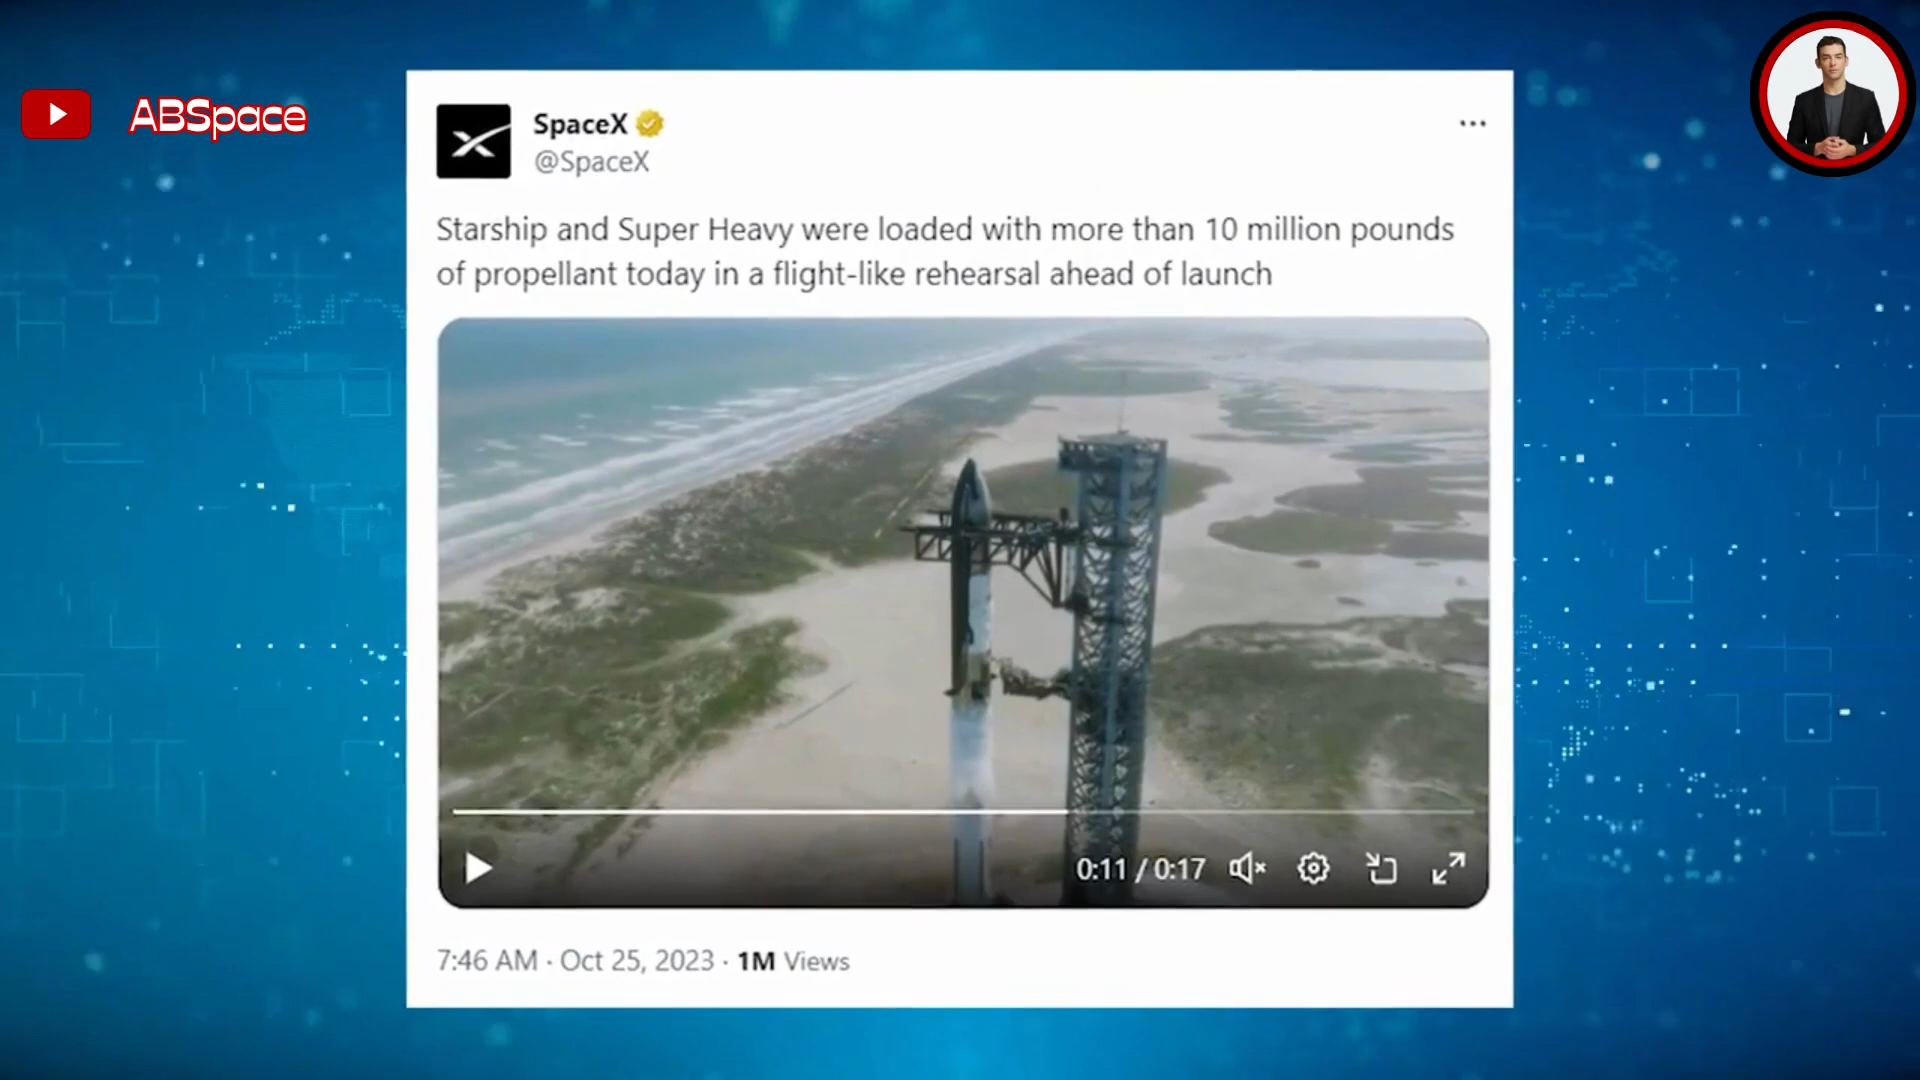 ABSpace
SpaceX
@SpaceX
Starship and Super Heavy were loaded with more than 10 million pounds
of propellant today in a flight-like rehearsal ahead of launch
0:11 / 0:17
7:46 AM · Oct 25, 2023 · 1M Views